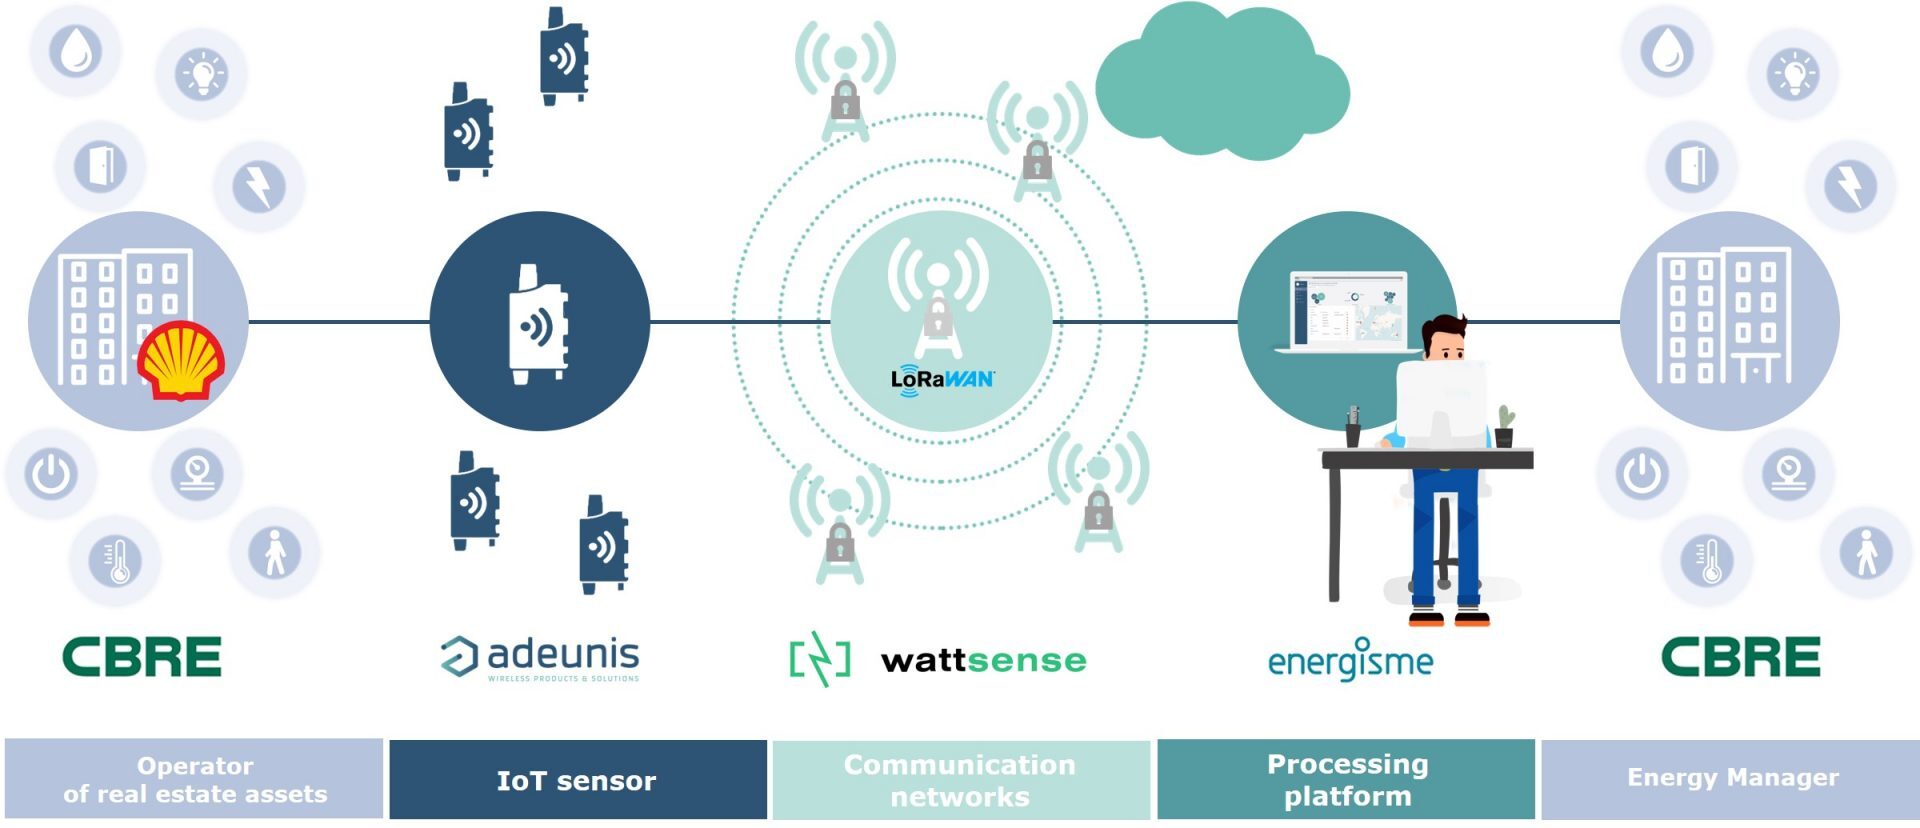 LoRaWAN
CBRE
adeunis
WIRELESS PRODUCTS & SOLUTIONS
wattsense
energisme
CBRE
Operator
of real estate assets
IoT sensor
Communication
networks
Processing
platform
Energy Manager